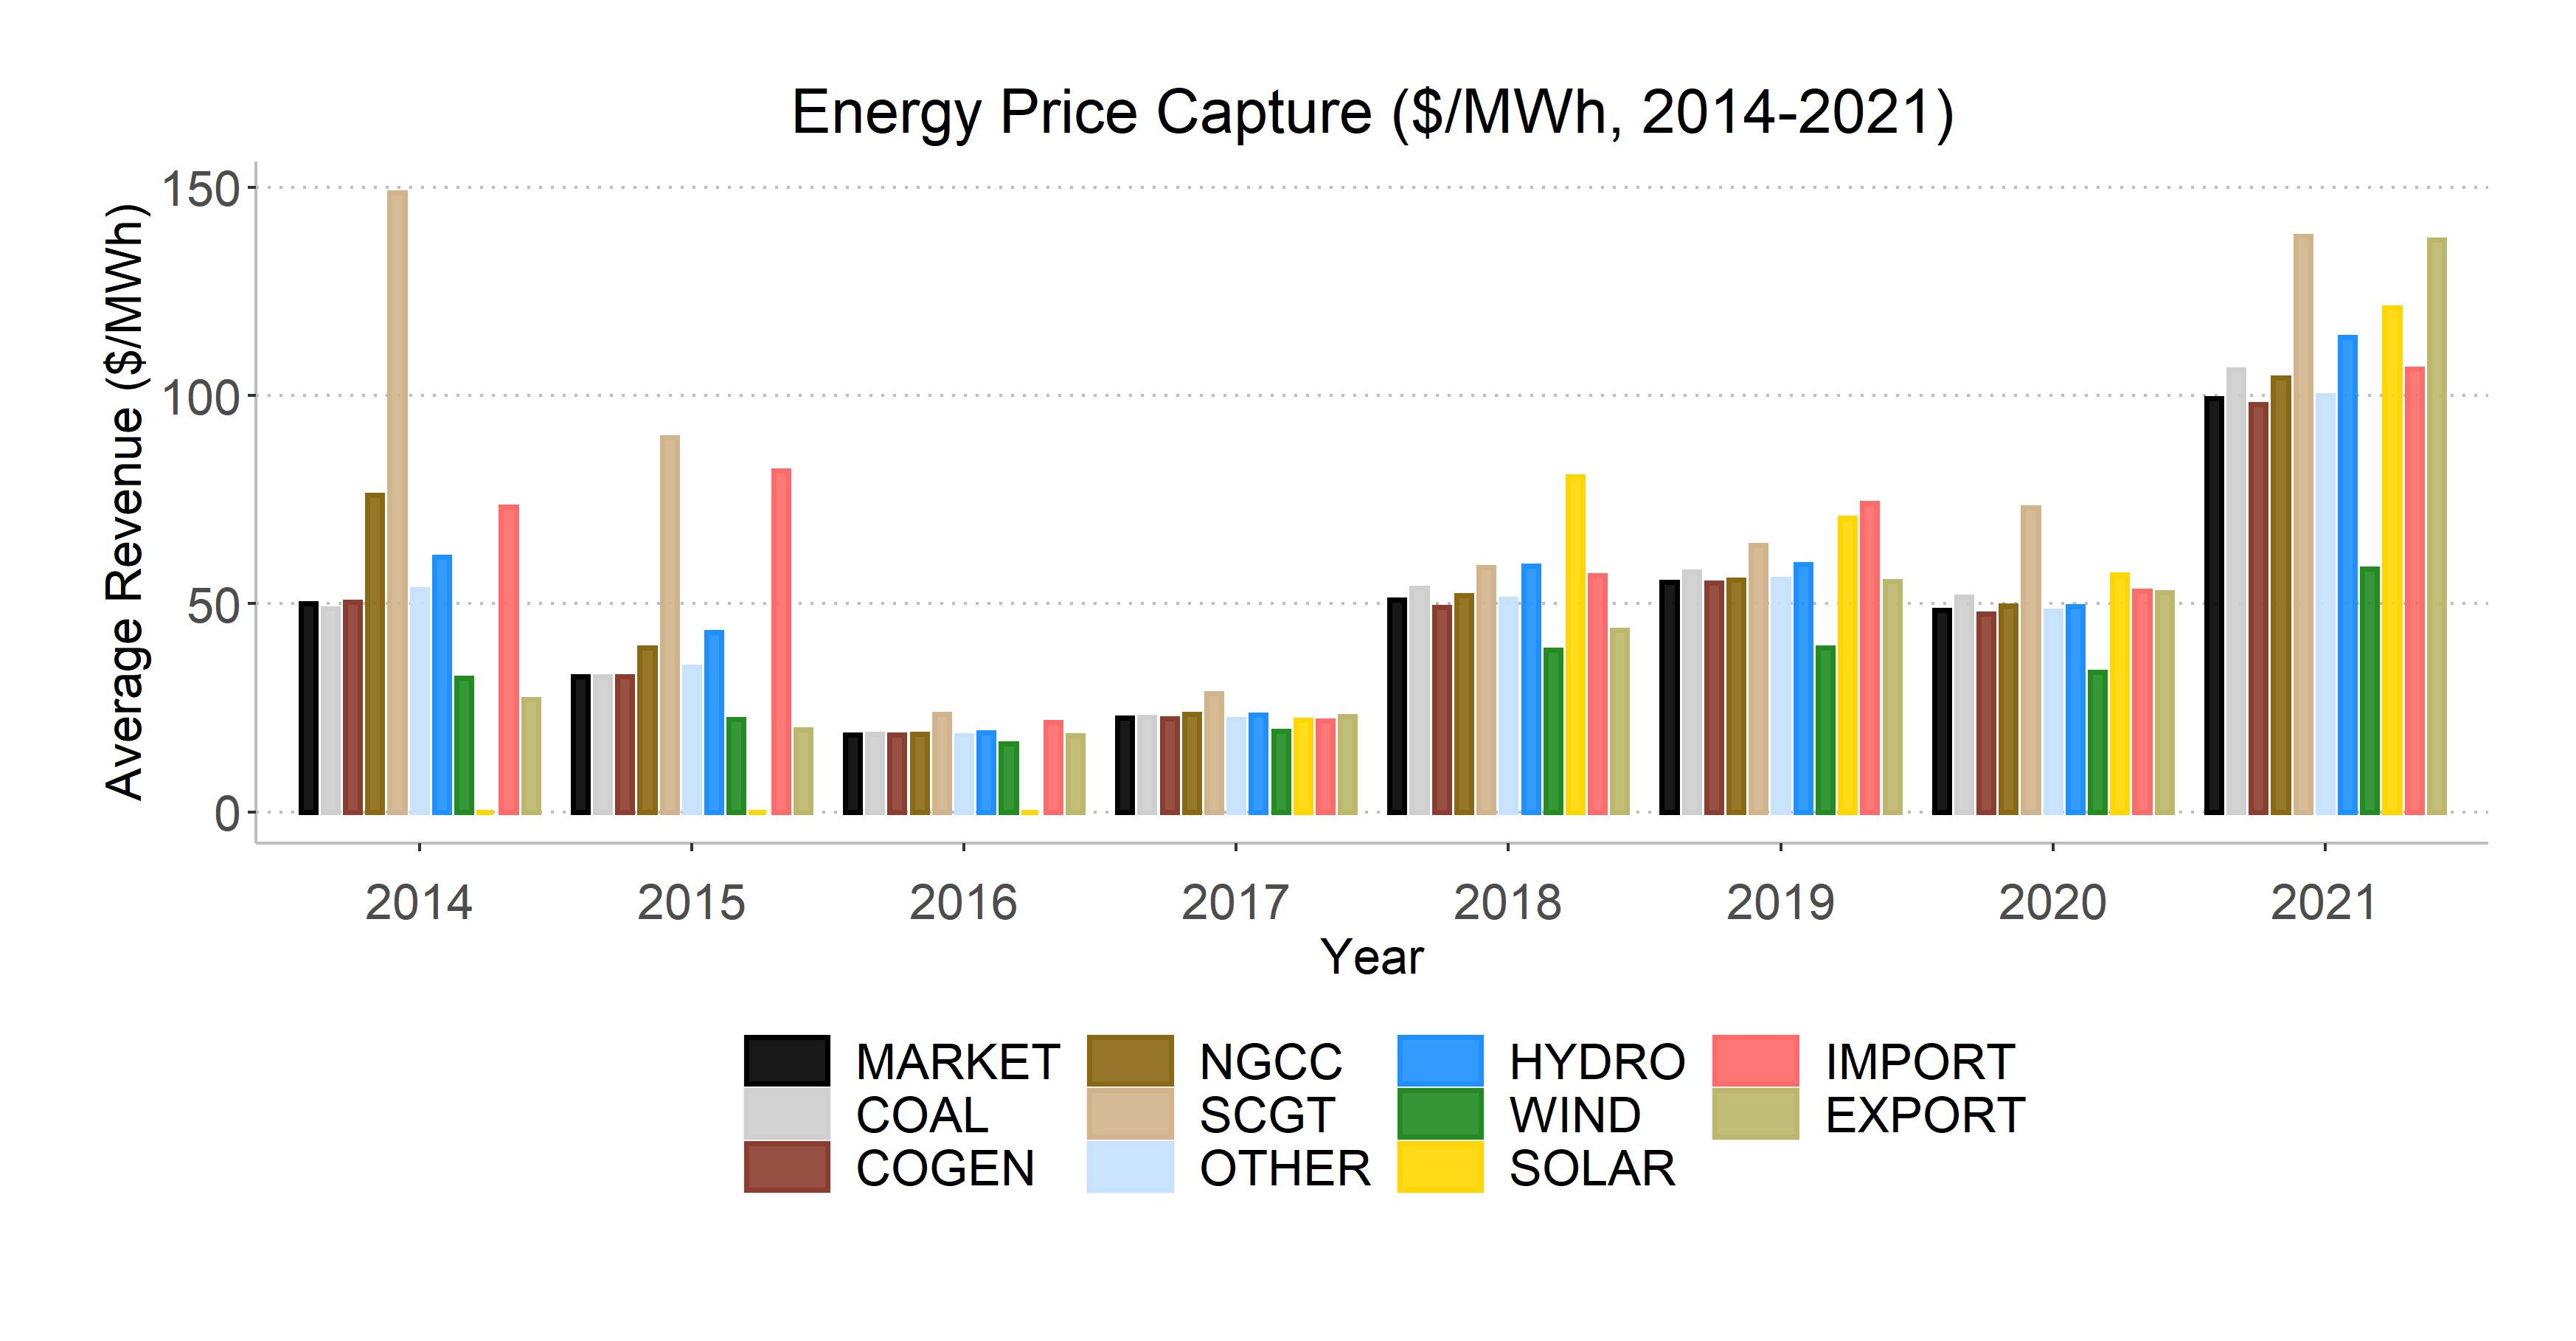 Energy Price Capture ($/MWh, 2014-2021)
Average Revenue ($/MWh)
150
100
50
0
2014 2015 2016 2017 2018 2019 2020 2021
Year
MARKET NGCC HYDRO IMPORT
COAL SCGT WIND EXPORT
COGEN OTHER SOLAR